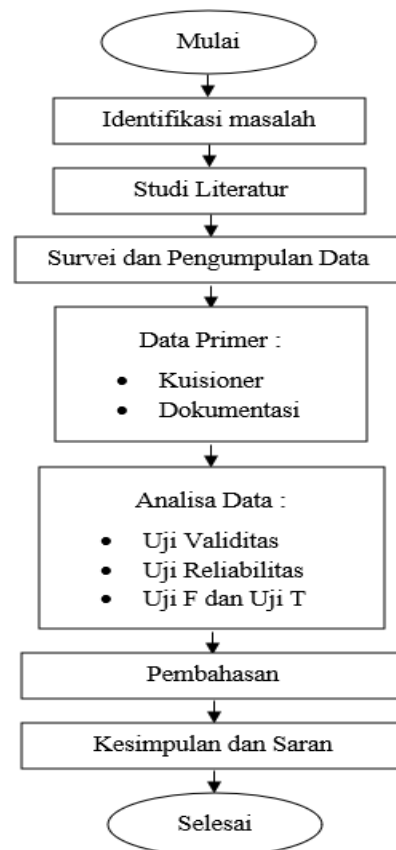 Mulai
Identifikasi masalah
Studi Literatur
Survei dan Pengumpulan Data
Data Primer :
• Kuisioner
• Dokumentasi
Analisa Data :
• Uji Validitas
• Uji Reliabilitas
• Uji F dan Uji T
Pembahasan
Kesimpulan dan Saran
Selesai